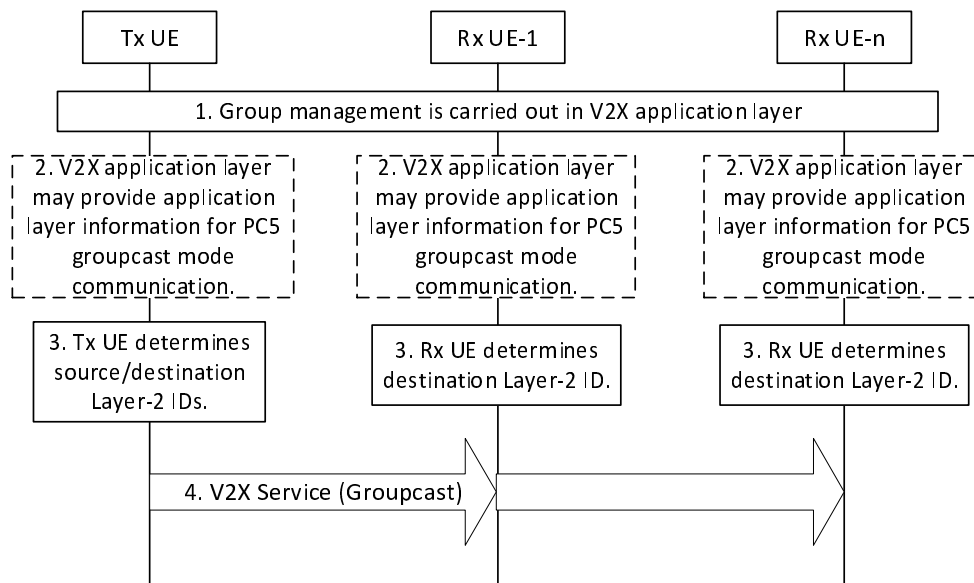 Tx UE
Rx UE-1
Rx UE-n
1. Group management is carried out in V2X application layer
2. V2X application layer
may provide application
layer information for PC5
groupcast mode
communication.
2. V2X application layer
may provide application
layer information for PC5
groupcast mode
communication.
2. V2X application layer
may provide application
layer information for PC5
groupcast mode
communication.
3. Tx UE determines
source/destination
Layer-2 IDs.
3. Rx UE determines
destination Layer-2 ID.
3. Rx UE determines
destination Layer-2 ID.
4. V2X Service (Groupcast)